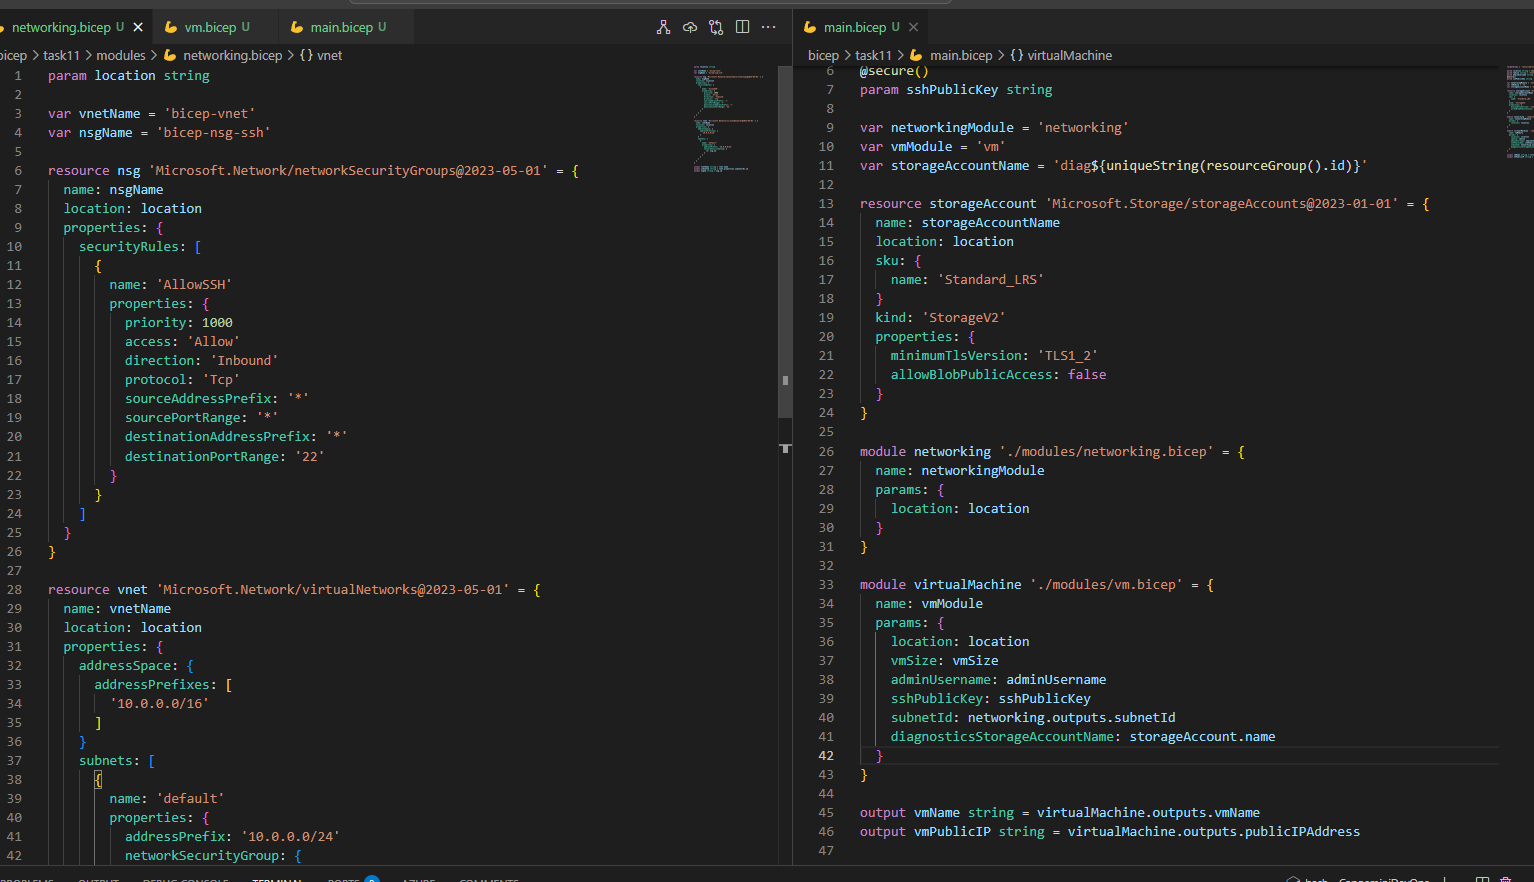 networking.bicep U
vm.bicep U
main.bicep U
bicep > task11 > modules > networking.bicep > {} vnet
1 param location string
2
3 var vnetName = 'bicep-vnet'
4 var nsgName = 'bicep-nsg-ssh'
5
6 resource nsg 'Microsoft.Network/networkSecurityGroups@2023-05-01' = {
7 name: nsgName
8 location: location
9 properties: {
10 securityRules: [
11 {
12 name: 'AllowSSH'
13 properties: {
14 priority: 1000
15 access: 'Allow'
16 direction: 'Inbound'
17 protocol: 'Tcp'
18 sourceAddressPrefix: '*'
19 sourcePortRange: '*'
20 destinationAddressPrefix: '*'
21 destinationPortRange: '22'
22 }
23 }
24 ]
25 }
26 }
27
28 resource vnet 'Microsoft.Network/virtualNetworks@2023-05-01' = {
29 name: vnetName
30 location: location
31 properties: {
32 addressSpace: {
33 addressPrefixes: [
34 '10.0.0.0/16'
35 ]
36 }
37 subnets: [
38 {
39 name: 'default'
40 properties: {
41 addressPrefix: '10.0.0.0/24'
42 networkSecurityGroup: {
main.bicep U
bicep > task11 > main.bicep > {} virtualMachine
6 @secure()
7 param sshPublicKey string
8
9 var networkingModule = 'networking'
10 var vmModule = 'vm'
11 var storageAccountName = 'diag${uniqueString(resourceGroup().id)}'
12
13 resource storageAccount 'Microsoft.Storage/storageAccounts@2023-01-01' = {
14 name: storageAccountName
15 location: location
16 sku: {
17 name: 'Standard_LRS'
18 }
19 kind: 'StorageV2'
20 properties: {
21 minimumTlsVersion: 'TLS1_2'
22 allowBlobPublicAccess: false
23 }
24 }
25
26 module networking './modules/networking.bicep' = {
27 name: networkingModule
28 params: {
29 location: location
30 }
31 }
32
33 module virtualMachine './modules/vm.bicep' = {
34 name: vmModule
35 params: {
36 location: location
37 vmSize: vmSize
38 adminUsername: adminUsername
39 sshPublicKey: sshPublicKey
40 subnetId: networking.outputs.subnetId
41 diagnosticsStorageAccountName: storageAccount.name
42 }
43 }
44
45 output vmName string = virtualMachine.outputs.vmName
46 output vmPublicIP string = virtualMachine.outputs.publicIPAddress
47
PROBLEMS OUTPUT DEBUG CONSOLE TERMINAL PORTS AZURE COMMENTS